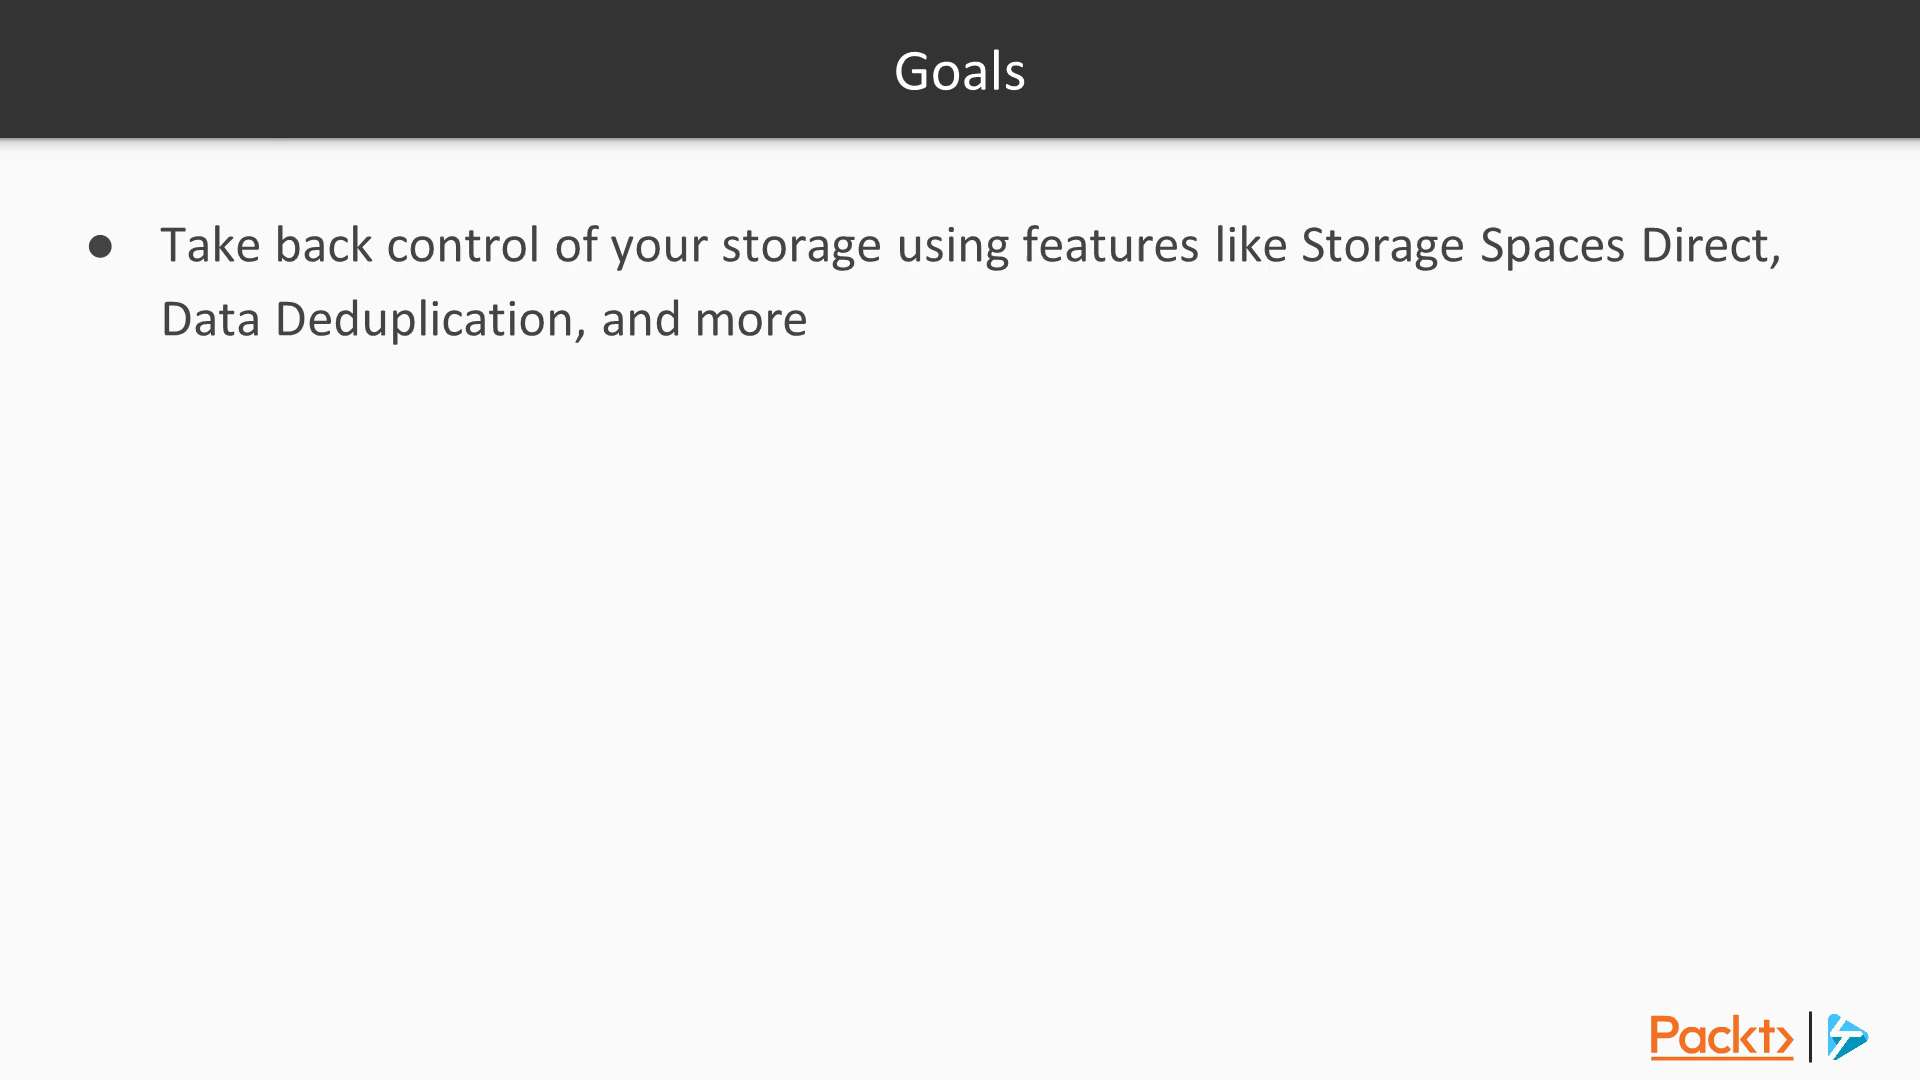 Goals
● Take back control of your storage using features like Storage Spaces Direct,
Data Deduplication, and more
Packt